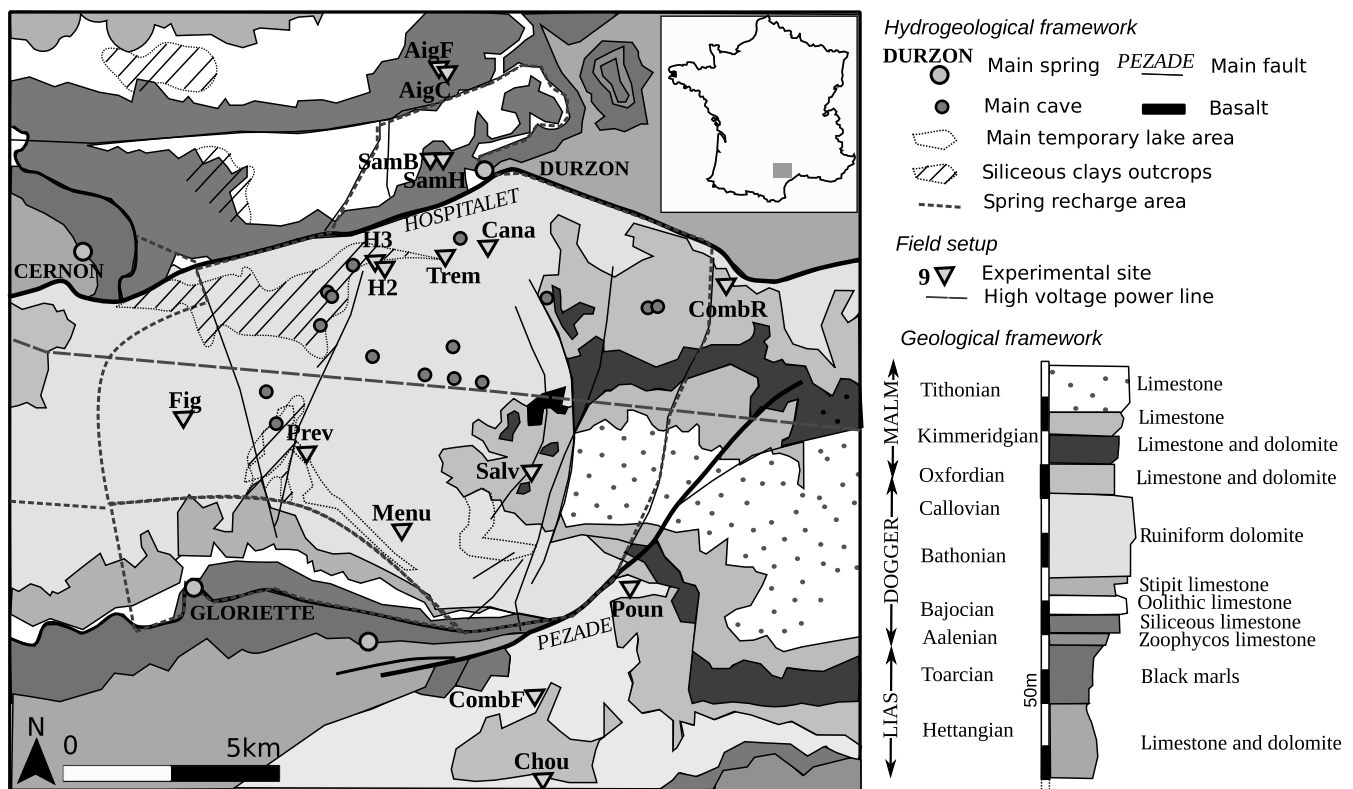 AigF
AigC
SamB
SamH
DURZON
HOSPITALET
CERNON
H3
H2
Trem
Cana
CombR
Fig
Prev
Salv
Menu
GLORIETTE
Poun
PEZADE
CombF
Chou
N
0 5km
Hydrogeological framework
DURZON
Main spring
PEZADE
Main fault
Main cave
Basalt
Main temporary lake area
Siliceous clays outcrops
Spring recharge area
Field setup
9
Experimental site
High voltage power line
Geological framework
MALM
DOGGER
LIAS
Tithonian
Kimmeridgian
Oxfordian
Callovian
Bathonian
Bajocian
Aalenian
Toarcian
Hettangian
50m
Limestone
Limestone
Limestone and dolomite
Limestone and dolomite
Ruiniform dolomite
Stipit limestone
Oolithic limestone
Siliceous limestone
Zoophycos limestone
Black marls
Limestone and dolomite